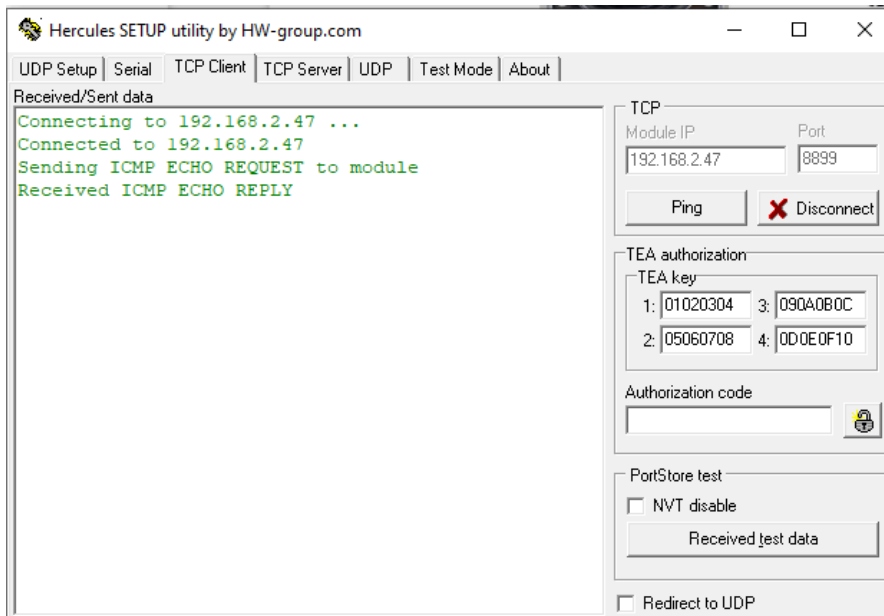 Hercules SETUP utility by HW-group.com
UDP Setup Serial TCP Client TCP Server UDP Test Mode About
Received/Sent data
Connecting to 192.168.2.47 ...
Connected to 192.168.2.47
Sending ICMP ECHO REQUEST to module
Received ICMP ECHO REPLY
TCP
Module IP Port
192.168.2.47 8899
Ping Disconnect
TEA authorization
TEA key
1: 01020304 3: 090A0B0C
2: 05060708 4: 0D0E0F10
Authorization code
PortStore test
NVT disable
Received test data
Redirect to UDP